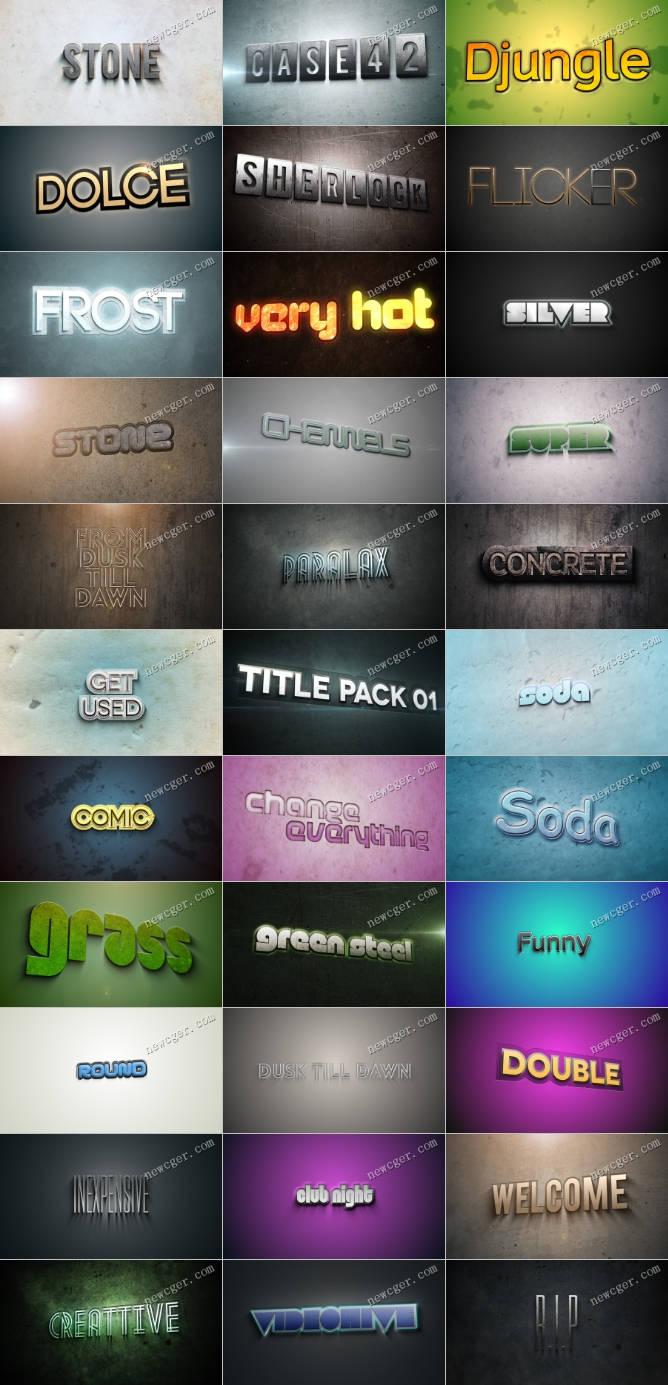 STONE
newcger.com
CASE42
newcger.com
Djungle
newcger.com
DOLCE
newcger.com
SHERLOCK
newcger.com
FLICKER
newcger.com
FROST
newcger.com
very hot
newcger.com
SILVER
newcger.com
STONE
newcger.com
CHANNELS
newcger.com
SUPER
newcger.com
FROM
DUSK
TILL
DAWN
newcger.com
PARALAX
newcger.com
CONCRETE
newcger.com
GET
USED
newcger.com
TITLE PACK 01
newcger.com
soda
newcger.com
COMIC
newcger.com
change
everything
newcger.com
Soda
newcger.com
grass
newcger.com
green steel
newcger.com
Funny
newcger.com
ROUND
newcger.com
DUSK TILL DAWN
newcger.com
DOUBLE
newcger.com
INEXPENSIVE
newcger.com
club night
newcger.com
WELCOME
newcger.com
CREATTIVE
newcger.com
VIDEOHIVE
newcger.com
R.I.P
newcger.com